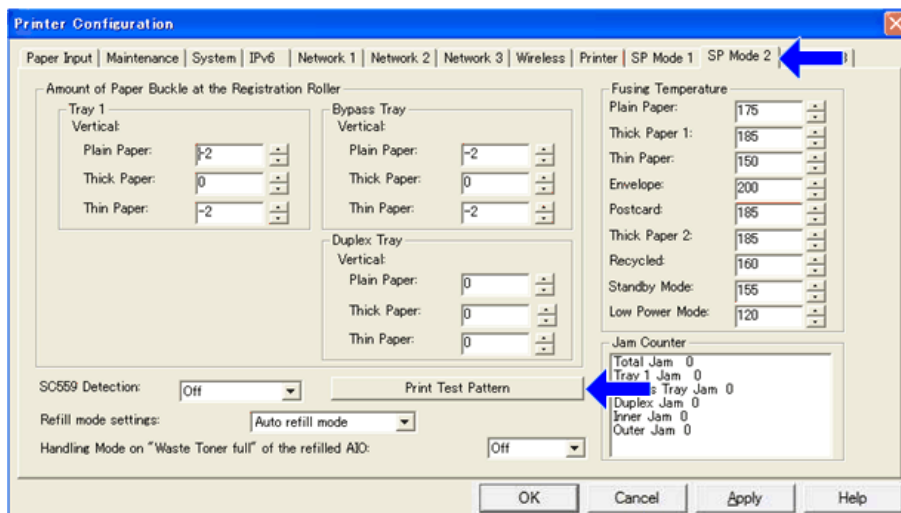 Printer Configuration
Paper Input Maintenance System IPv6 Network 1 Network 2 Network 3 Wireless Printer SP Mode 1 SP Mode 2
Amount of Paper Buckle at the Registration Roller
Tray 1
Vertical:
Plain Paper: -2
Thick Paper: 0
Thin Paper: -2
Bypass Tray
Vertical:
Plain Paper: -2
Thick Paper: 0
Thin Paper: -2
Duplex Tray
Vertical:
Plain Paper: 0
Thick Paper: 0
Thin Paper: 0
Fusing Temperature
Plain Paper: 175
Thick Paper 1: 185
Thin Paper: 150
Envelope: 200
Postcard: 185
Thick Paper 2: 185
Recycled: 160
Standby Mode: 155
Low Power Mode: 120
Jam Counter
Total Jam 0
Tray 1 Jam 0
Tray Jam 0
Duplex Jam 0
Inner Jam 0
Outer Jam 0
SC559 Detection: Off
Print Test Pattern
Refill mode settings: Auto refill mode
Handling Mode on "Waste Toner full" of the refilled AIO: Off
OK Cancel Apply Help